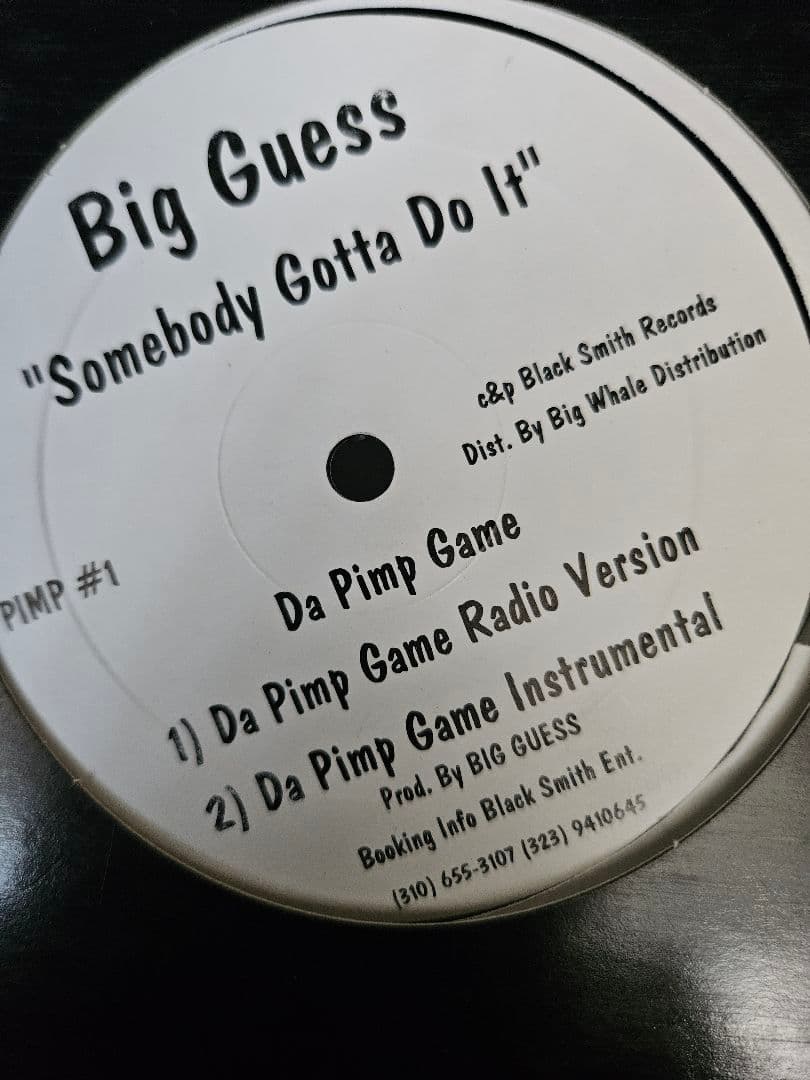 Big Guess
"Somebody Gotta Do It"
c&p Black Smith Records
Dist. By Big Whale Distribution
PIMP #1
Da Pimp Game
1) Da Pimp Game Radio Version
2) Da Pimp Game Instrumental
Prod. By BIG GUESS
Booking Info Black Smith Ent.
(310) 655-3107 (323) 9410645